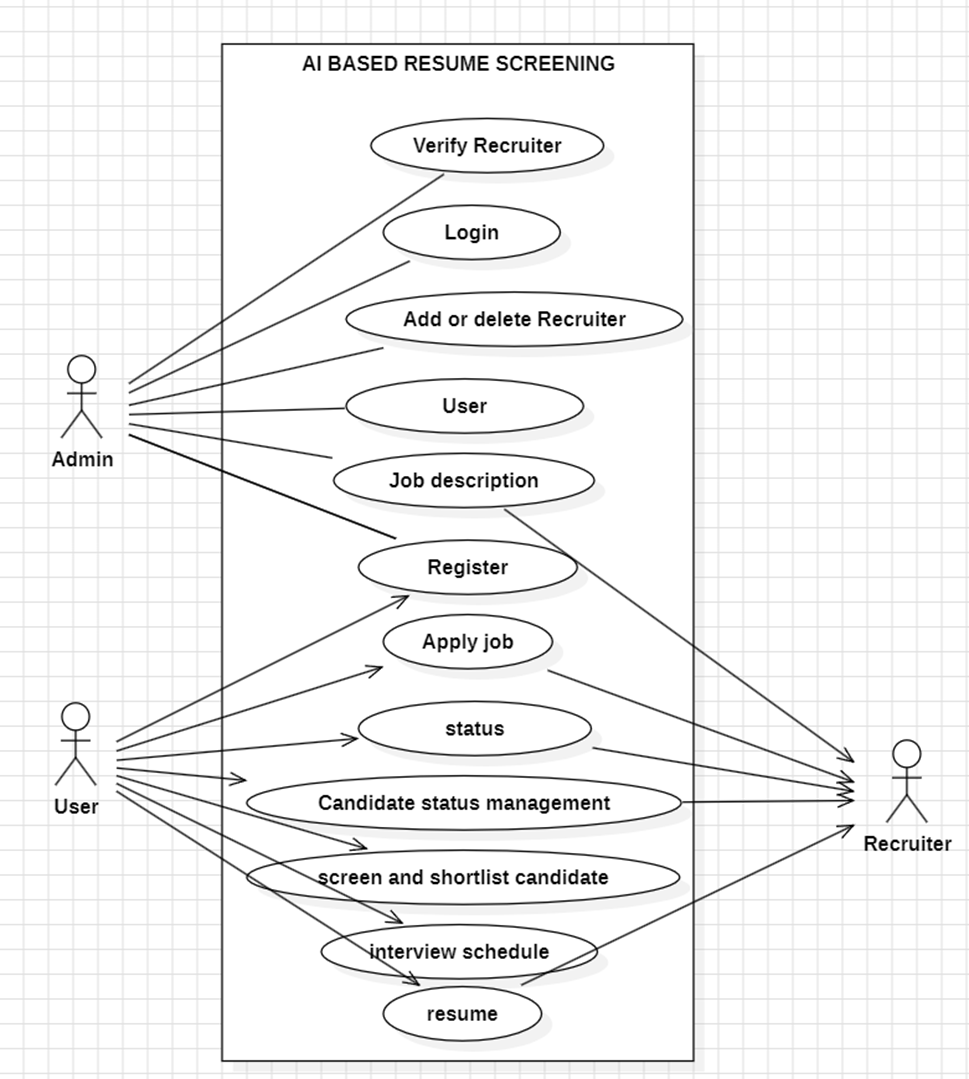 AI BASED RESUME SCREENING
Verify Recruiter
Login
Add or delete Recruiter
User
Admin
Job description
Register
Apply job
status
User
Candidate status management
Recruiter
screen and shortlist candidate
interview schedule
resume